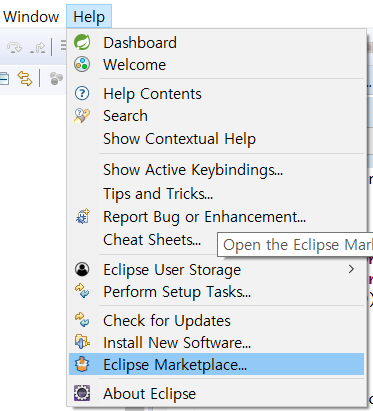 Window Help
Dashboard
Welcome
Help Contents
Search
Show Contextual Help
Show Active Keybindings...
Tips and Tricks...
Report Bug or Enhancement...
Cheat Sheets...
Open the Eclipse Mar
Eclipse User Storage
Perform Setup Tasks...
Check for Updates
Install New Software...
Eclipse Marketplace...
About Eclipse